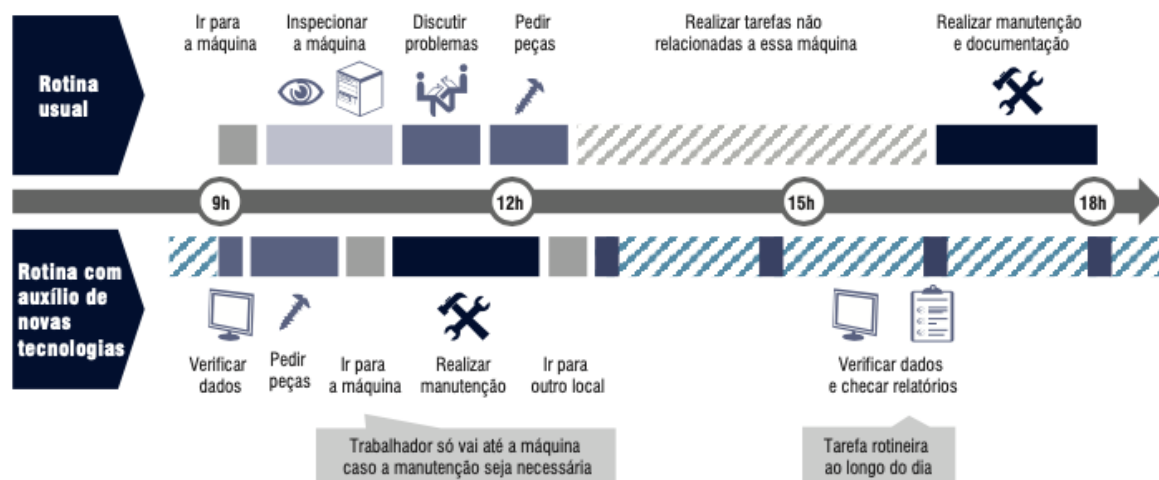 Ir para
a máquina
Inspecionar
a máquina
Discutir
problemas
Pedir
peças
Realizar tarefas não
relacionadas a essa máquina
Realizar manutenção
e documentação
Rotina
usual
9h
12h
15h
18h
Rotina com
auxílio de
novas
tecnologias
Verificar
dados
Pedir
peças
Ir para
a máquina
Realizar
manutenção
Ir para
outro local
Verificar dados
e checar relatórios
Trabalhador só vai até a máquina
caso a manutenção seja necessária
Tarefa rotineira
ao longo do dia